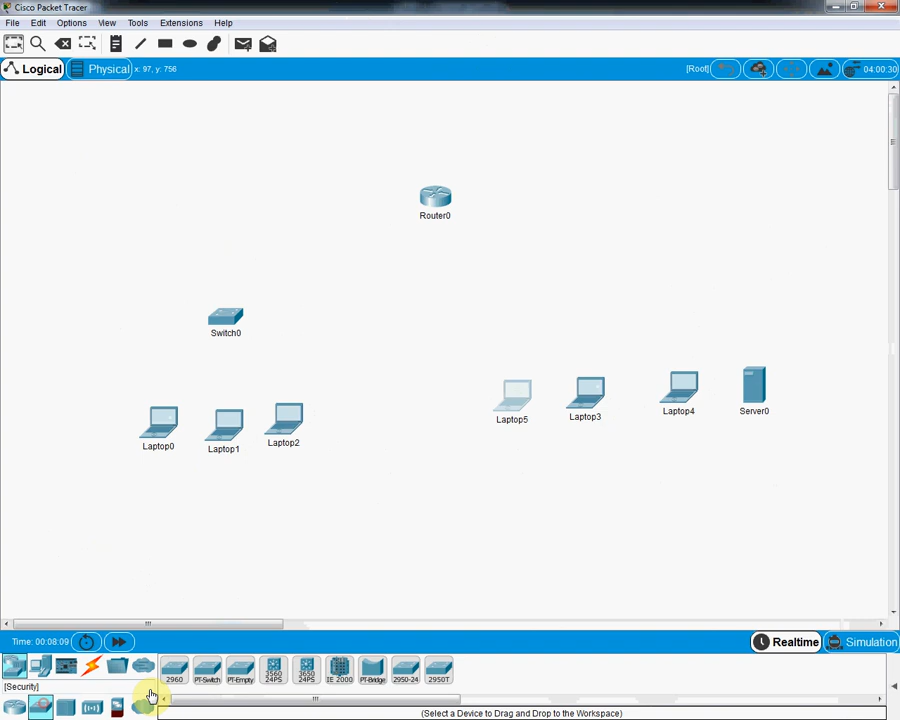 Cisco Packet Tracer
File Edit Options View Tools Extensions Help
Logical Physical x: 97, y: 756 [Root] 04:00:30
Router0
Switch0
Laptop5 Laptop3 Laptop4 Server0
Laptop0 Laptop1 Laptop2
Time: 00:08:09 Realtime Simulation
2960 PT-Switch PT-Empty 3560 24PS 3650 24PS IE 2000 PT-Bridge 2950-24 2950T
[Security]
(Select a Device to Drag and Drop to the Workspace)